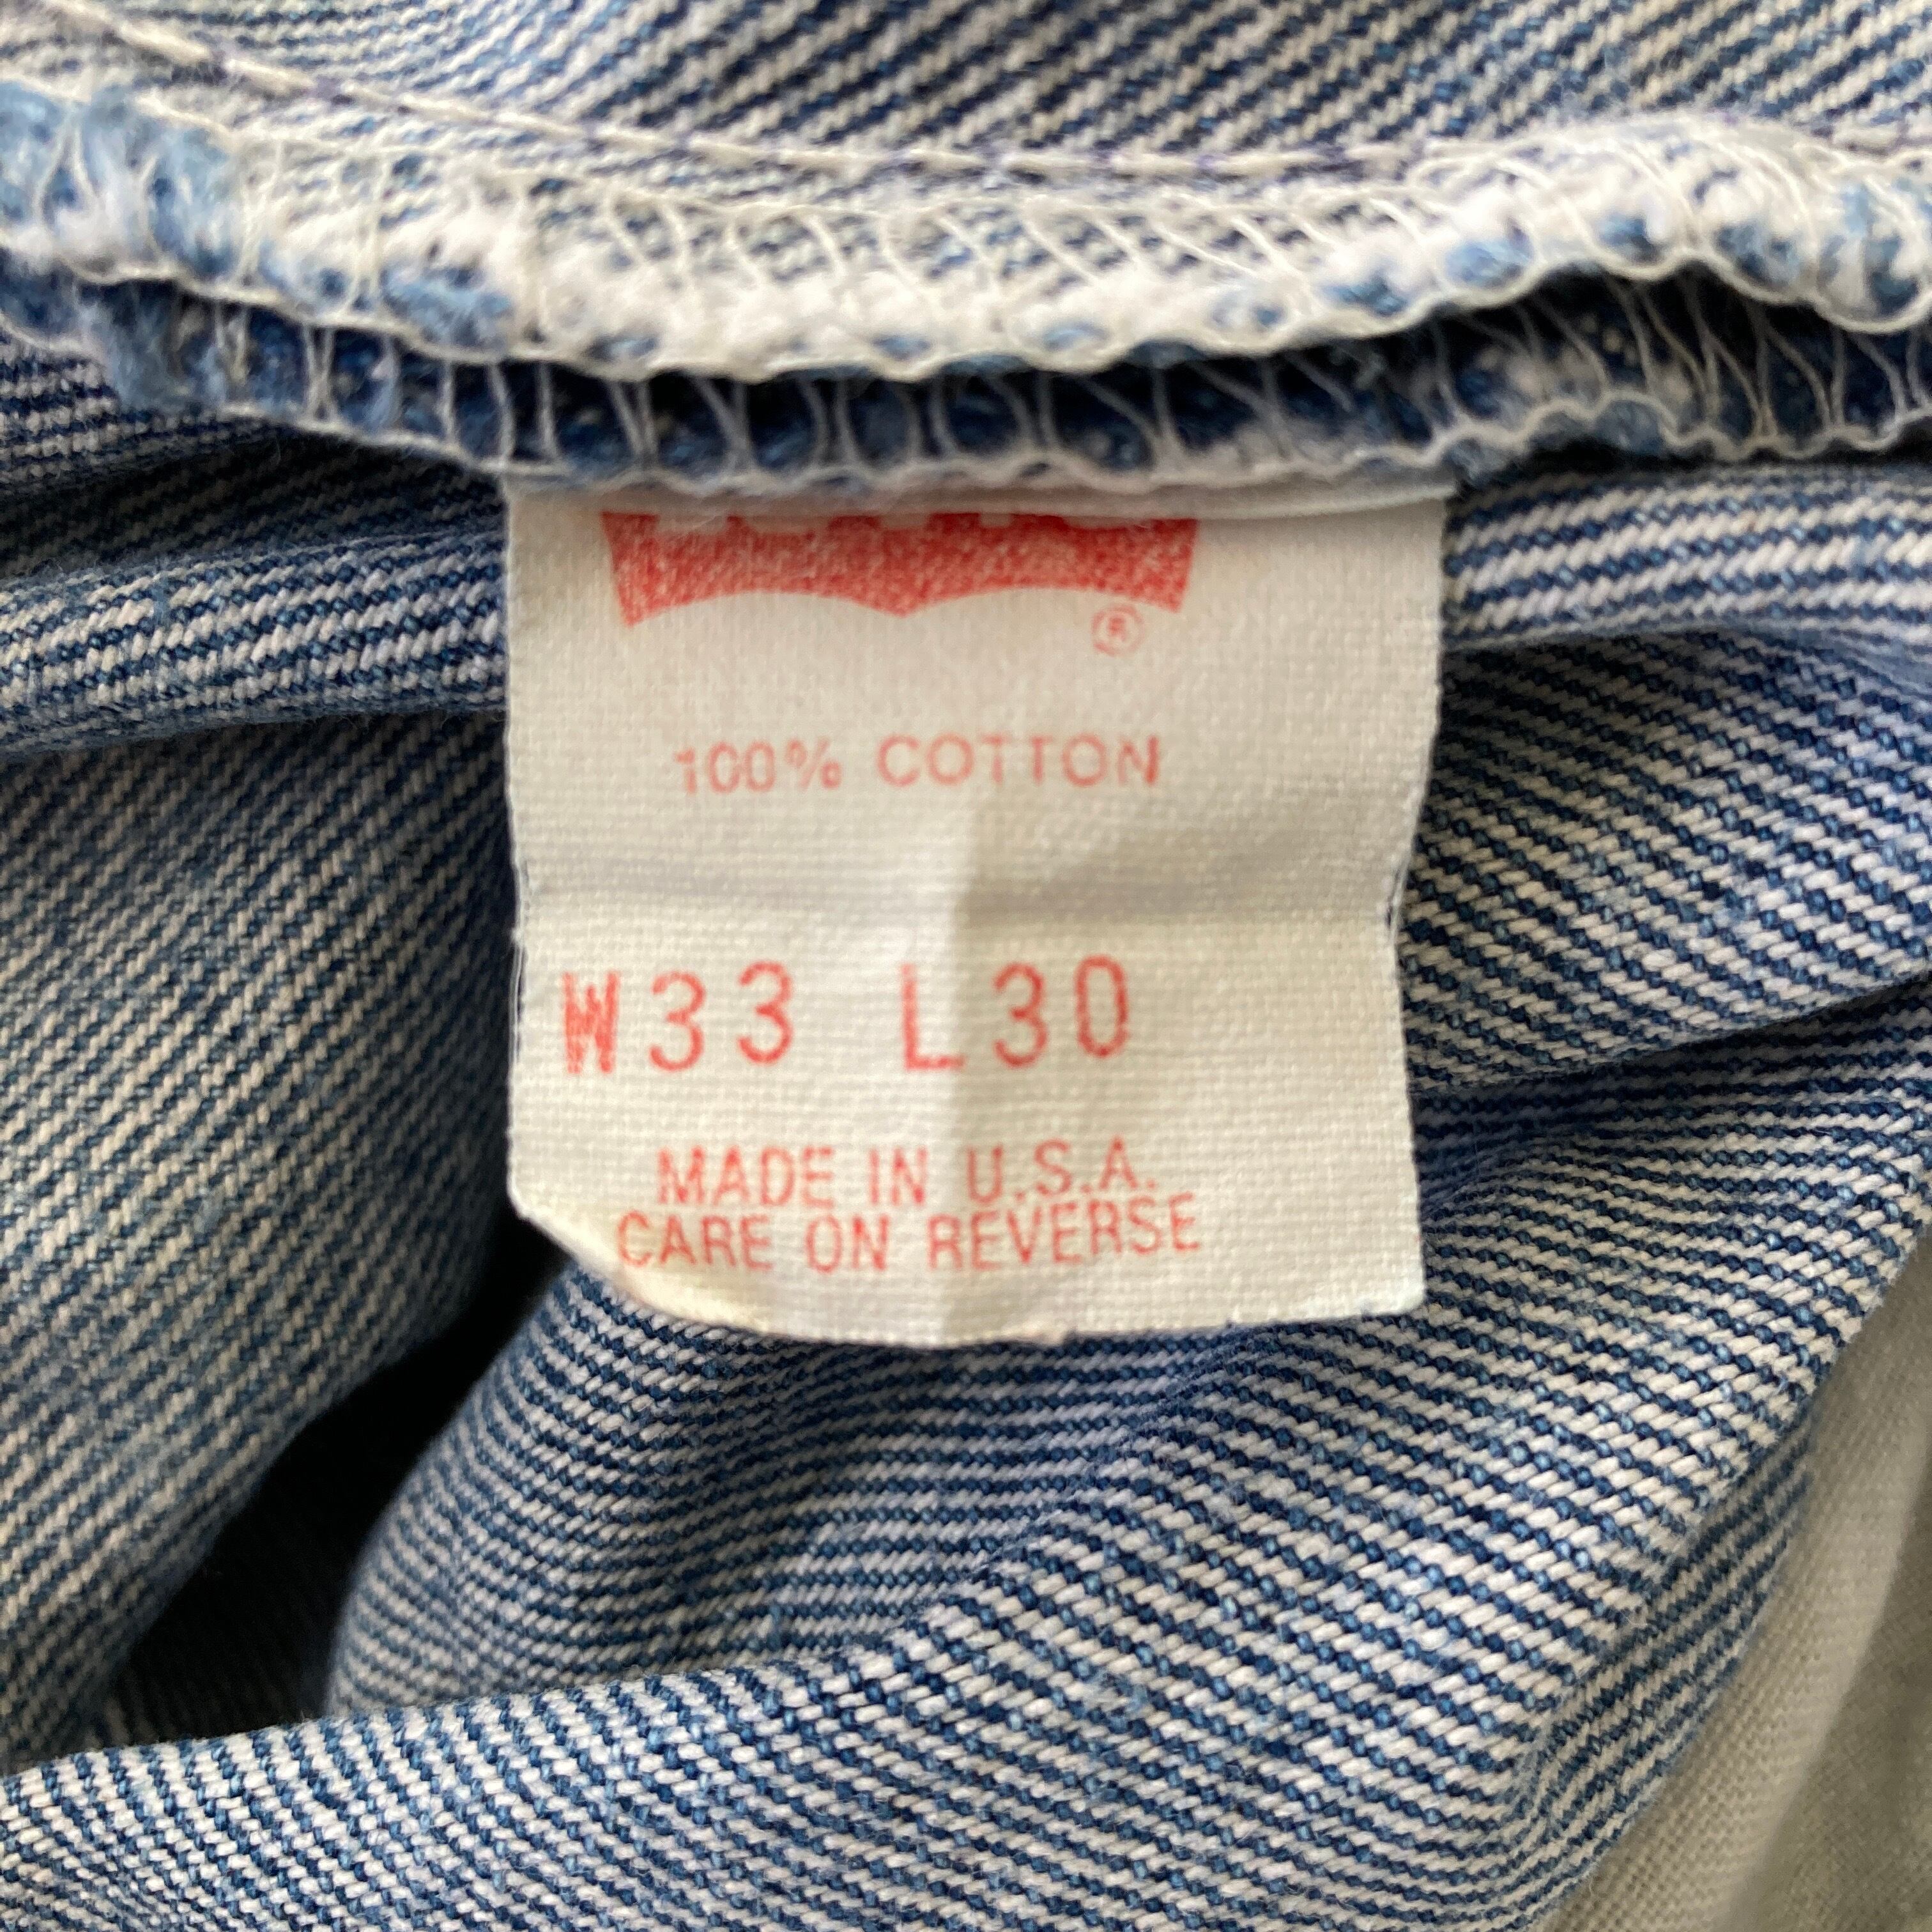 ®
100% COTTON
W33 L30
MADE IN U.S.A.
CARE ON REVERSE